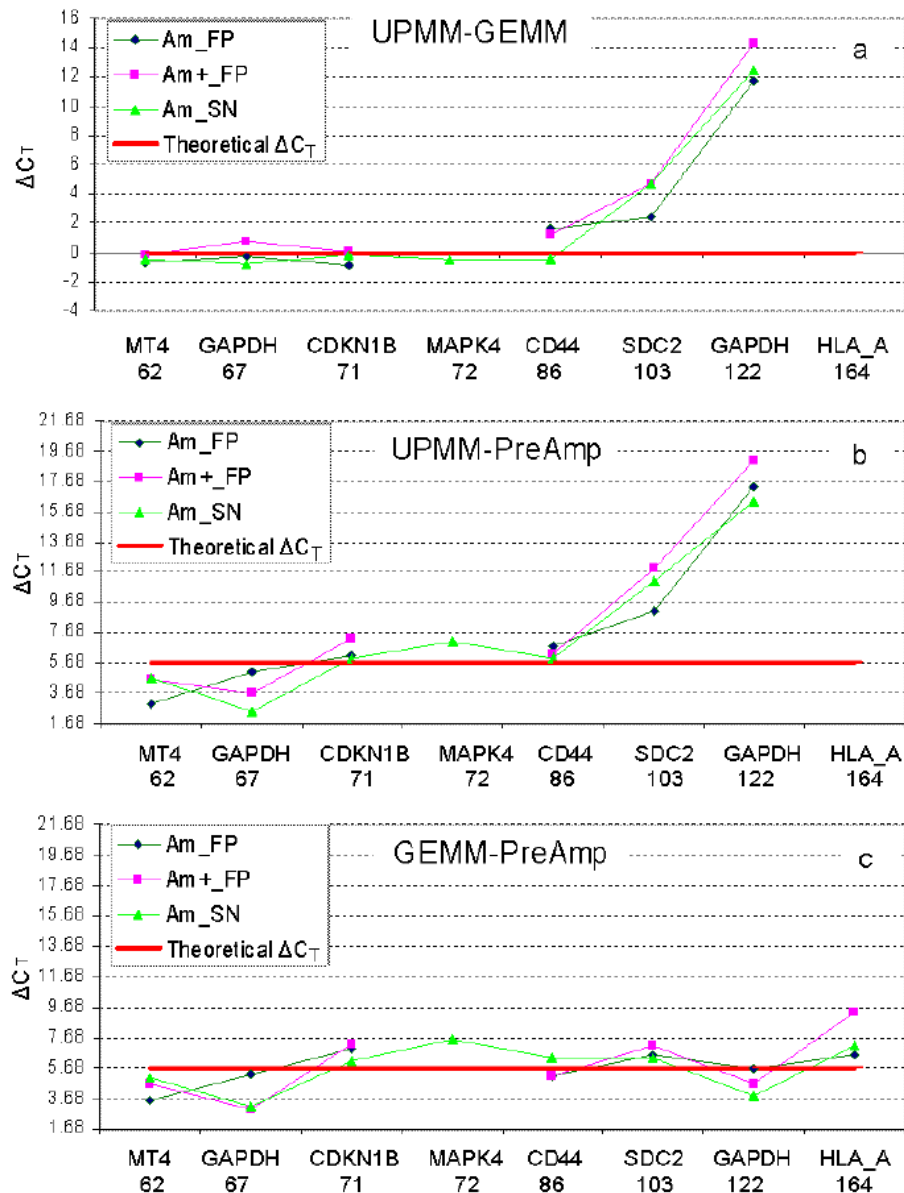 UPMM-GEMM
a
Am_FP
Am+_FP
Am_SN
Theoretical ΔCT
ΔCT
16
14
12
10
8
6
4
2
0
-2
-4
MT4 GAPDH CDKN1B MAPK4 CD44 SDC2 GAPDH HLA_A
62 67 71 72 86 103 122 164
UPMM-PreAmp
b
Am_FP
Am+_FP
Am_SN
Theoretical ΔCT
ΔCT
21.68
19.68
17.68
15.68
13.68
11.68
9.68
7.68
5.68
3.68
1.68
MT4 GAPDH CDKN1B MAPK4 CD44 SDC2 GAPDH HLA_A
62 67 71 72 86 103 122 164
GEMM-PreAmp
c
Am_FP
Am+_FP
Am_SN
Theoretical ΔCT
ΔCT
21.68
19.68
17.68
15.68
13.68
11.68
9.68
7.68
5.68
3.68
1.68
MT4 GAPDH CDKN1B MAPK4 CD44 SDC2 GAPDH HLA_A
62 67 71 72 86 103 122 164